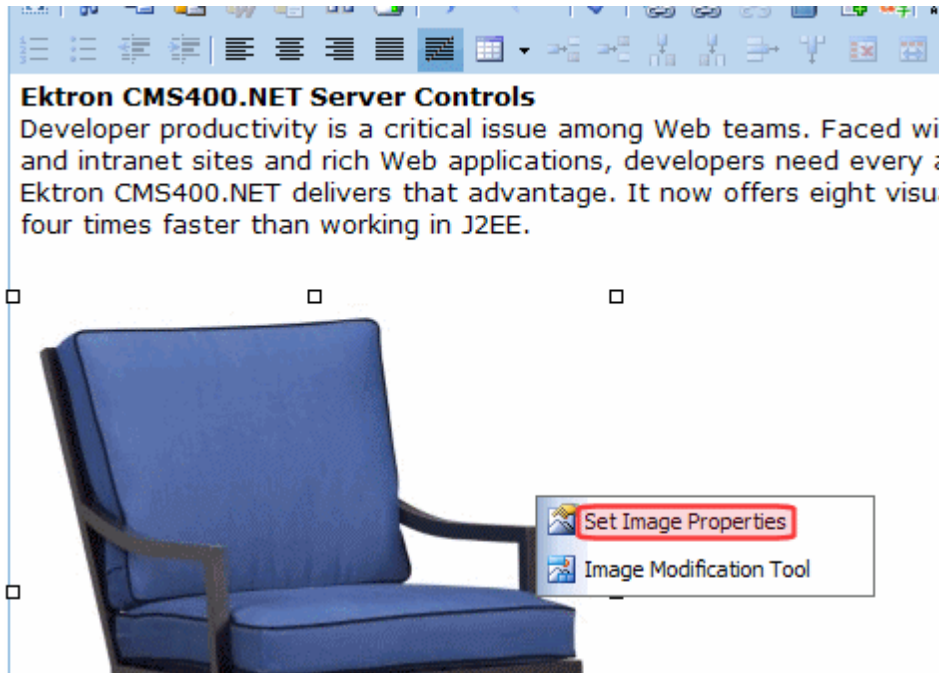 Ektron CMS400.NET Server Controls
Developer productivity is a critical issue among Web teams. Faced wi
and intranet sites and rich Web applications, developers need every a
Ektron CMS400.NET delivers that advantage. It now offers eight visua
four times faster than working in J2EE.
Set Image Properties
Image Modification Tool